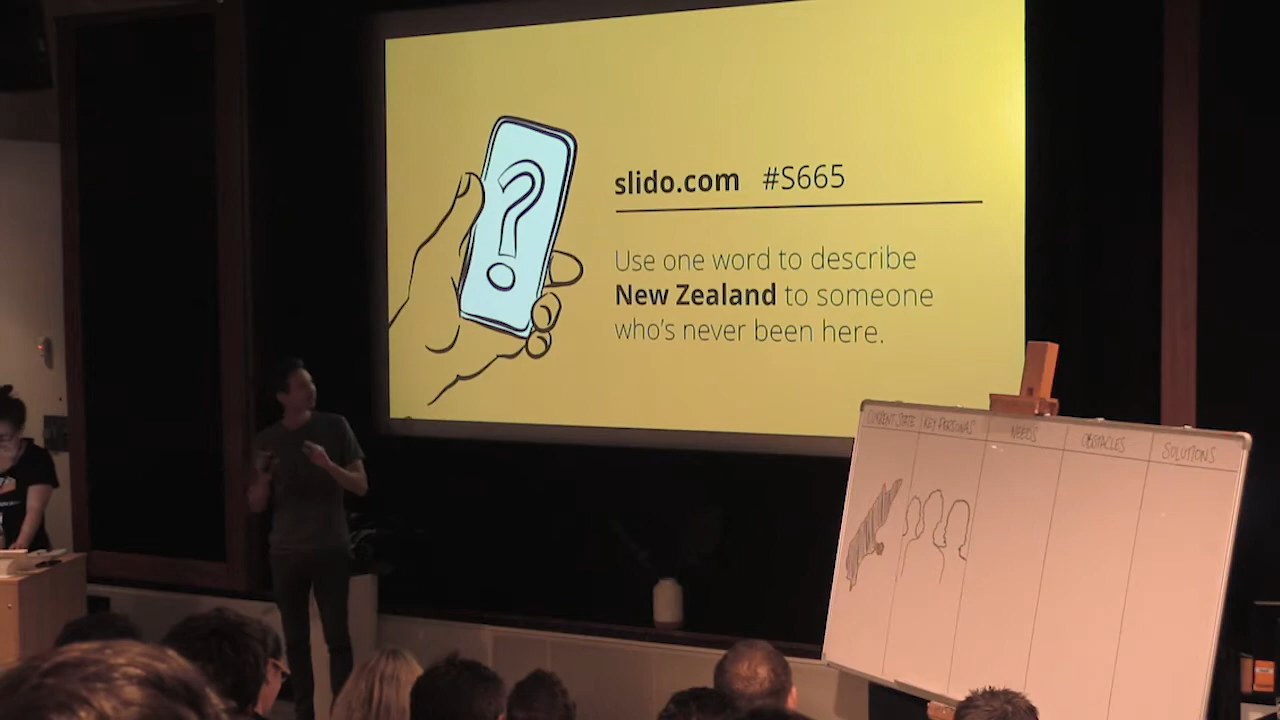 slido.com #S665
Use one word to describe
New Zealand to someone
who's never been here.
CURRENT STATE KEY PERSONAS NEEDS OBSTACLES SOLUTIONS